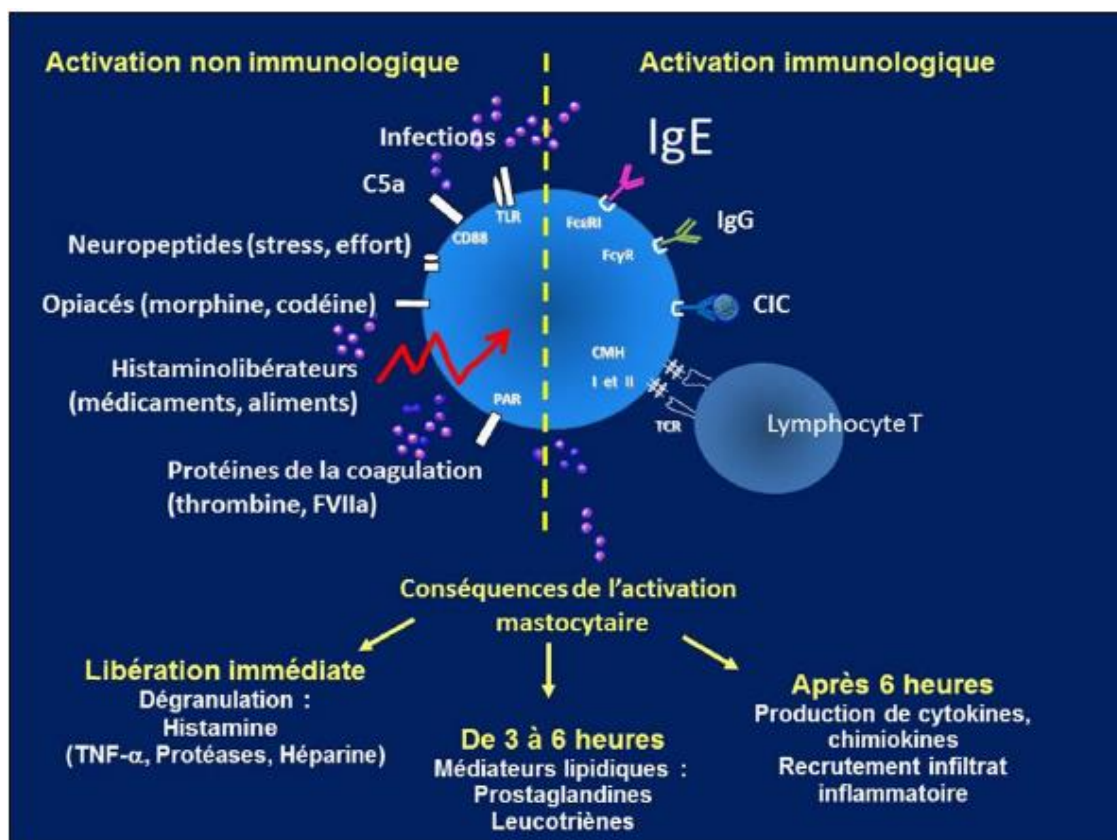 Activation non immunologique
Activation immunologique
Infections
C5a
Neuropeptides (stress, effort)
Opiacés (morphine, codéine)
Histaminolibérateurs
(médicaments, aliments)
Protéines de la coagulation
(thrombine, FVIIa)
TLR
CD88
PAR
FcεRI
FcγR
CMH
I et II
IgE
IgG
CIC
TCR
Lymphocyte T
Conséquences de l'activation
mastocytaire
Libération immédiate
Dégranulation :
Histamine
(TNF-α, Protéases, Héparine)
De 3 à 6 heures
Médiateurs lipidiques :
Prostaglandines
Leucotriènes
Après 6 heures
Production de cytokines,
chimiokines
Recrutement infiltrat
inflammatoire